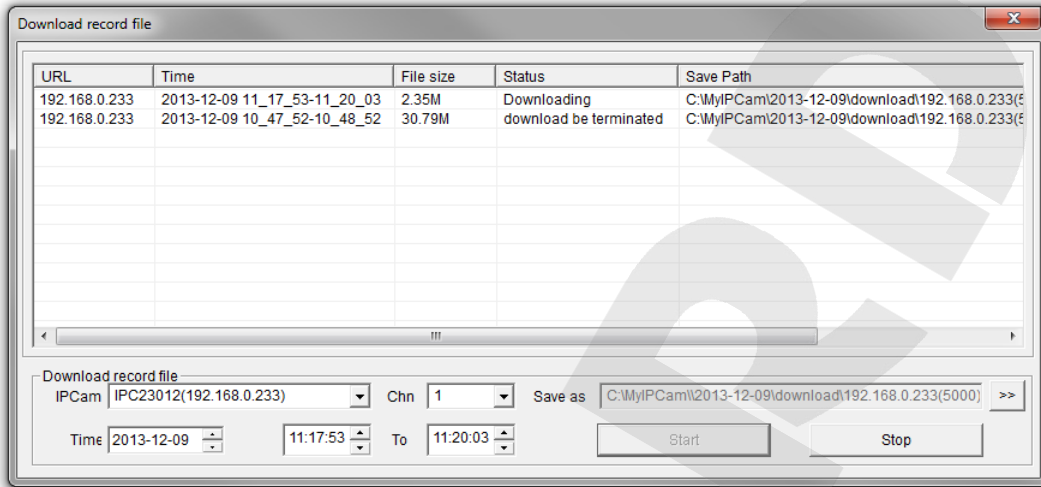 Download record file
URL Time File size Status Save Path
192.168.0.233 2013-12-09 11_17_53-11_20_03 2.35M Downloading C:\MyIPCam\2013-12-09\download\192.168.0.233(5
192.168.0.233 2013-12-09 10_47_52-10_48_52 30.79M download be terminated C:\MyIPCam\2013-12-09\download\192.168.0.233(5
Download record file
IPCam IPC23012(192.168.0.233) Chn 1 Save as C:\MyIPCam\\2013-12-09\download\192.168.0.233(5000) >>
Time 2013-12-09 11:17:53 To 11:20:03 Start Stop